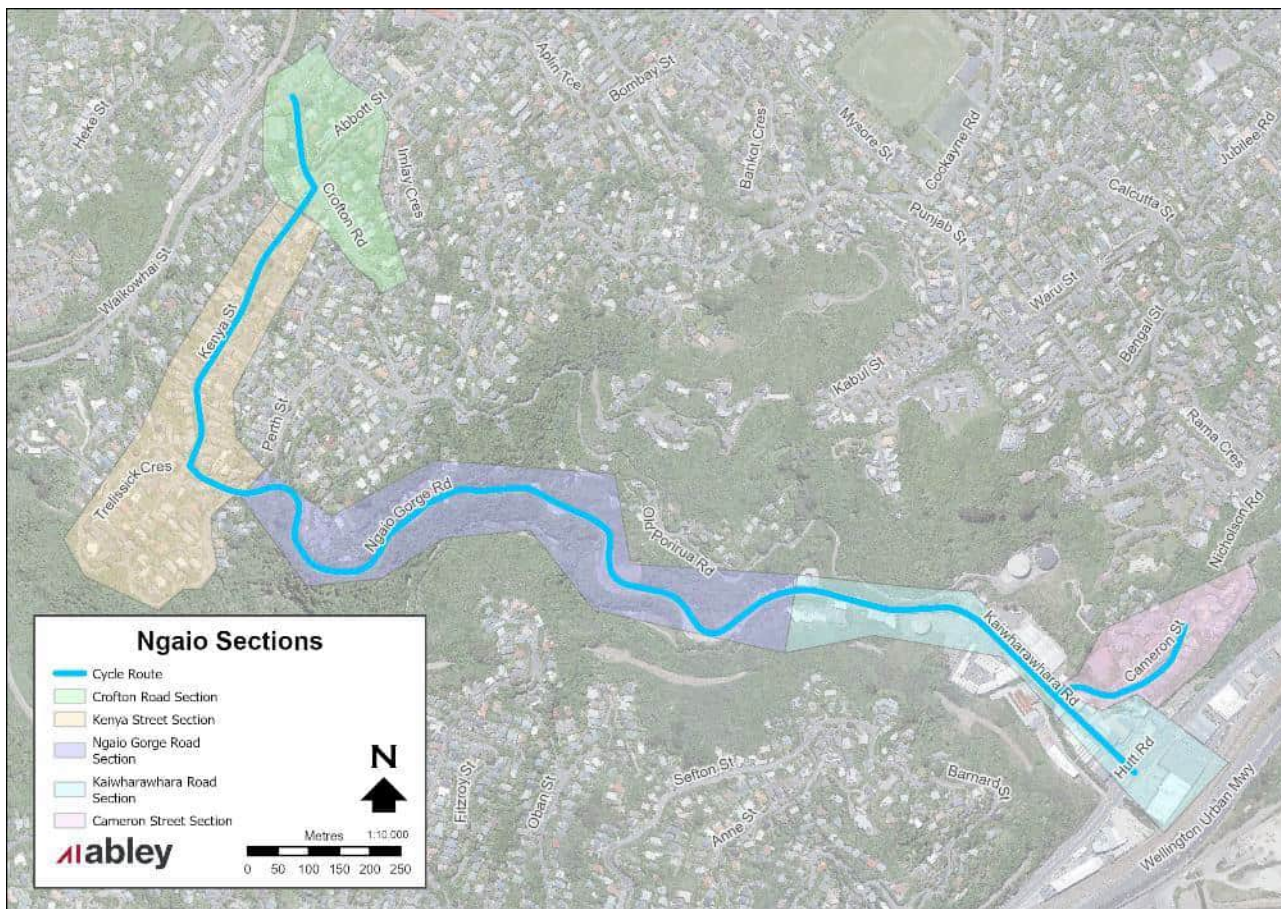 Heke St
Abbott St
Aplin Tce
Bombay St
Imlay Cres
Crofton Rd
Bankot Cres
Mysore St
Cockayne Rd
Jubilee Rd
Punjab St
Calcutta St
Waikowhai St
Kenya St
Waru St
Bengal St
Kabul St
Perth St
Rama Cres
Trelissick Cres
Ngaio Gorge Rd
Old Porirua Rd
Nicholson Rd
Kaiwharawhara Rd
Cameron St
Hutt Rd
Sefton St
Barnard St
Fitzroy St
Oban St
Anne St
Wellington Urban Mwy
Ngaio Sections
Cycle Route
Crofton Road Section
Kenya Street Section
Ngaio Gorge Road
Section
Kaiwharawhara Road
Section
Cameron Street Section
N
Metres 1:10,000
0 50 100 150 200 250
abley